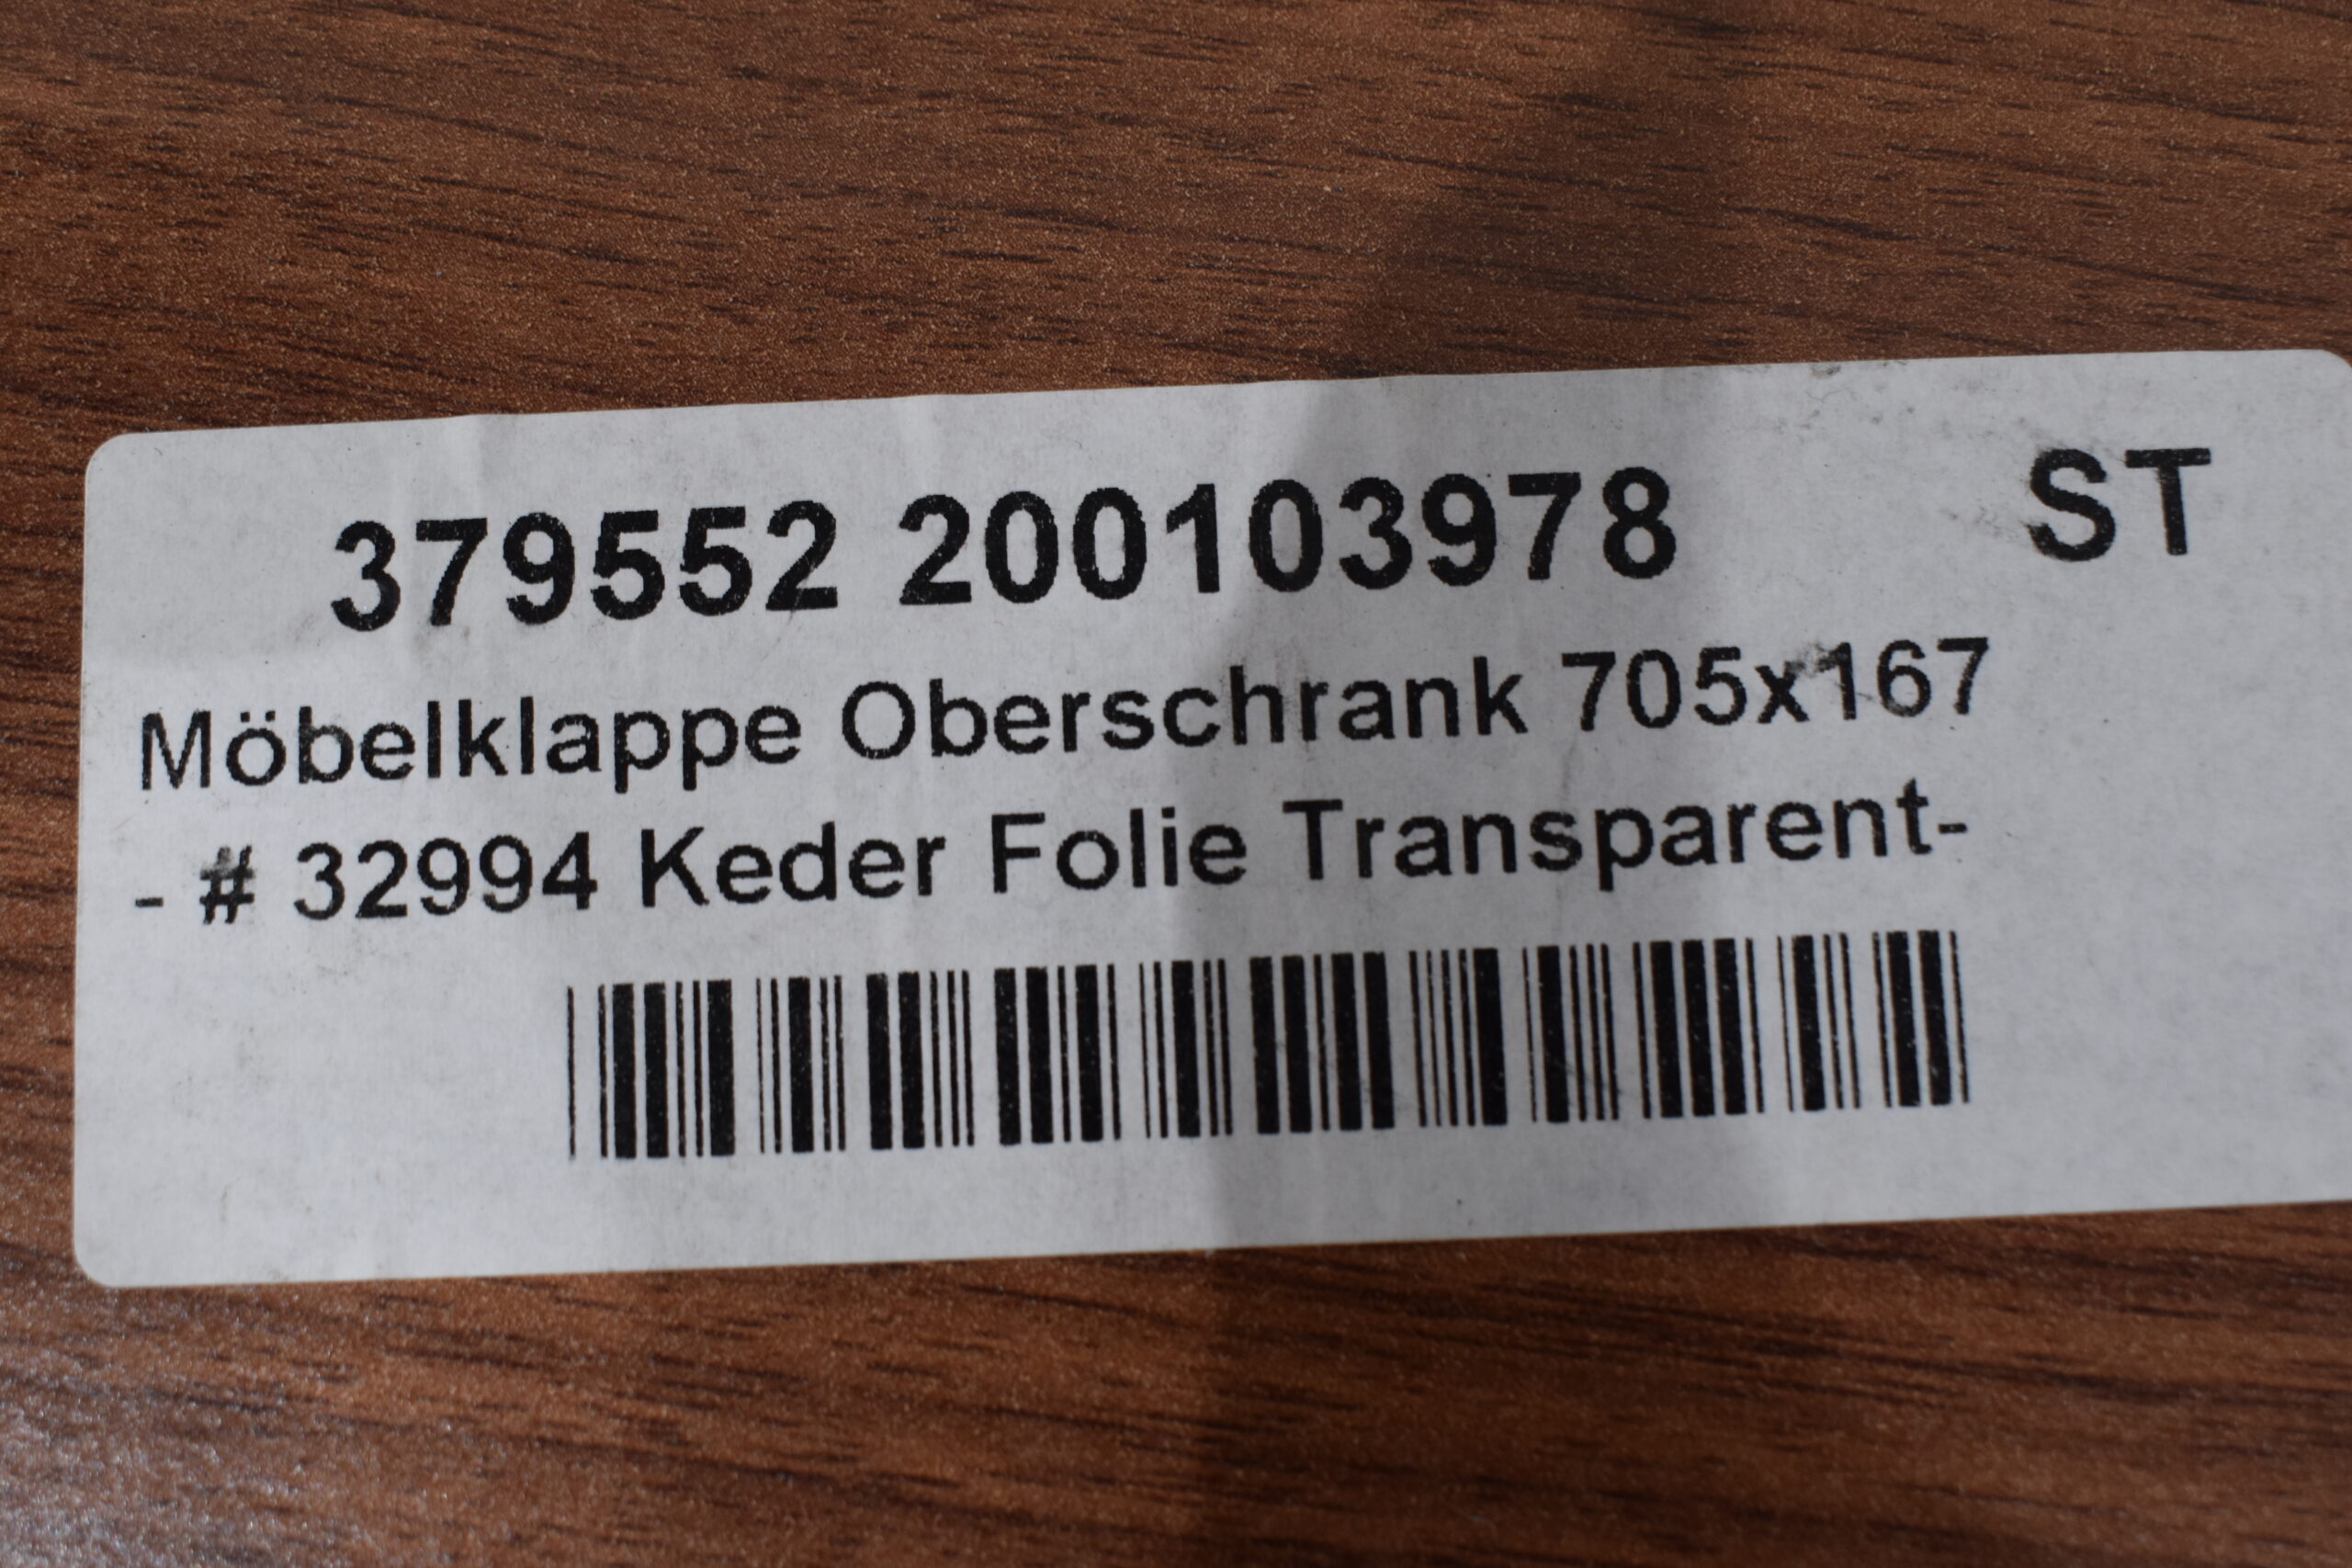 379552 200103978 ST
Möbelklappe Oberschrank 705x167
- # 32994 Keder Folie Transparent-